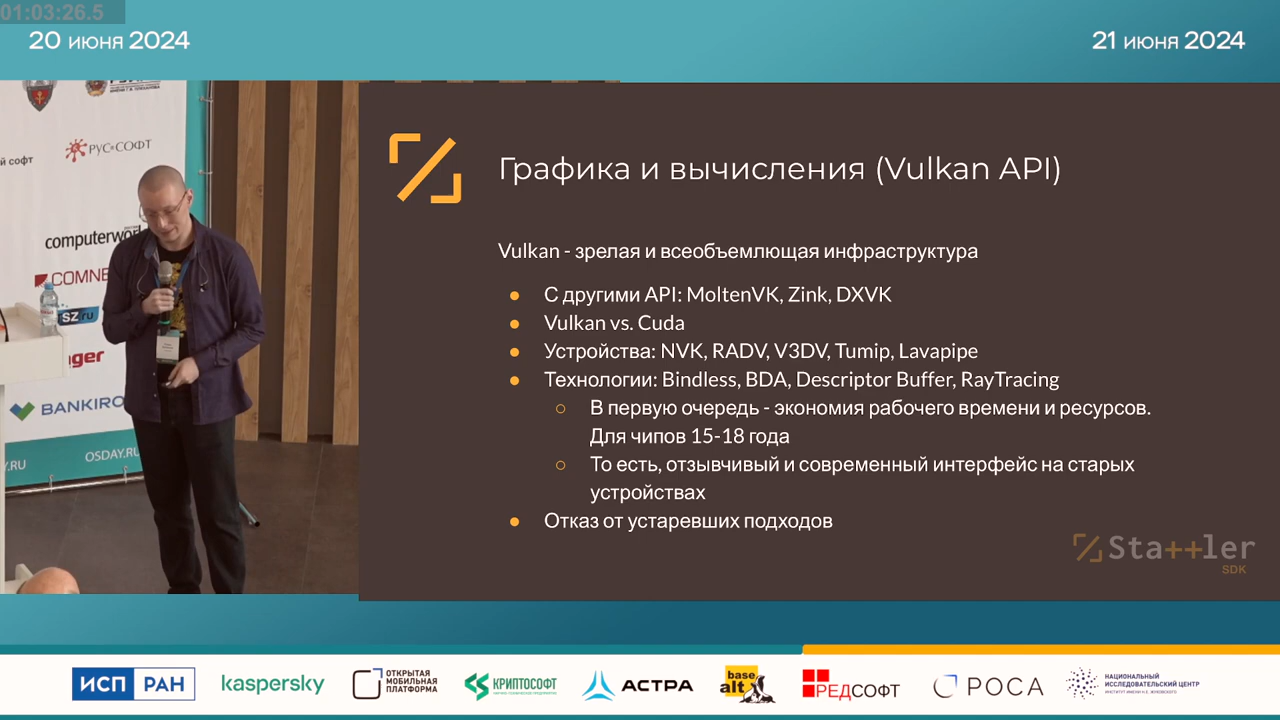 01:03:26.5
20 июня 2024
21 июня 2024
й софт
РУССОФТ
computerworld
COMNE
SZ.ru
ger
BANKIRO
.RU
OSDAY.RU
Графика и вычисления (Vulkan API)
Vulkan - зрелая и всеобъемлющая инфраструктура
С другими API: MoltenVK, Zink, DXVK
Vulkan vs. Cuda
Устройства: NVK, RADV, V3DV, Turnip, Lavapipe
Технологии: Bindless, BDA, Descriptor Buffer, RayTracing
В первую очередь - экономия рабочего времени и ресурсов.
Для чипов 15-18 года
То есть, отзывчивый и современный интерфейс на старых
устройствах
Отказ от устаревших подходов
Sta++ler
SDK
ИСП РАН
kaspersky
ОТКРЫТАЯ
МОБИЛЬНАЯ
ПЛАТФОРМА
КРИПТОСОФТ
АСТРА
base
alt
РЕДСОФТ
РОСА
НАЦИОНАЛЬНЫЙ
ИССЛЕДОВАТЕЛЬСКИЙ ЦЕНТР